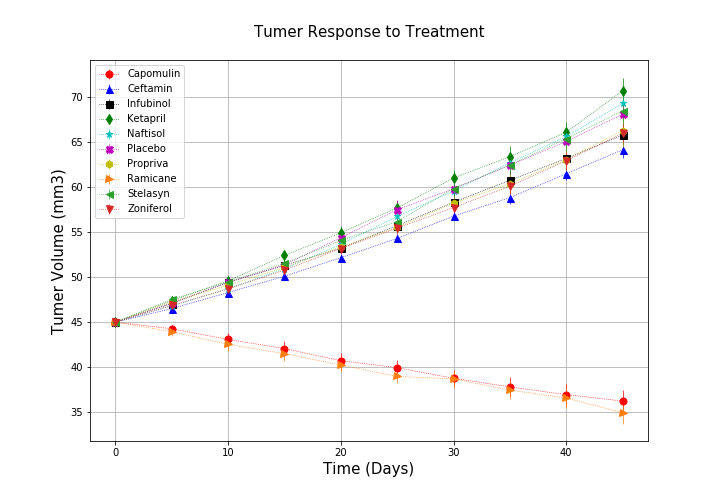 Tumer Response to Treatment
Tumer Volume (mm3)
70
65
60
55
50
45
40
35
Capomulin
Ceftamin
Infubinol
Ketapril
Naftisol
Placebo
Propriva
Ramicane
Stelasyn
Zoniferol
0
10
20
30
40
Time (Days)